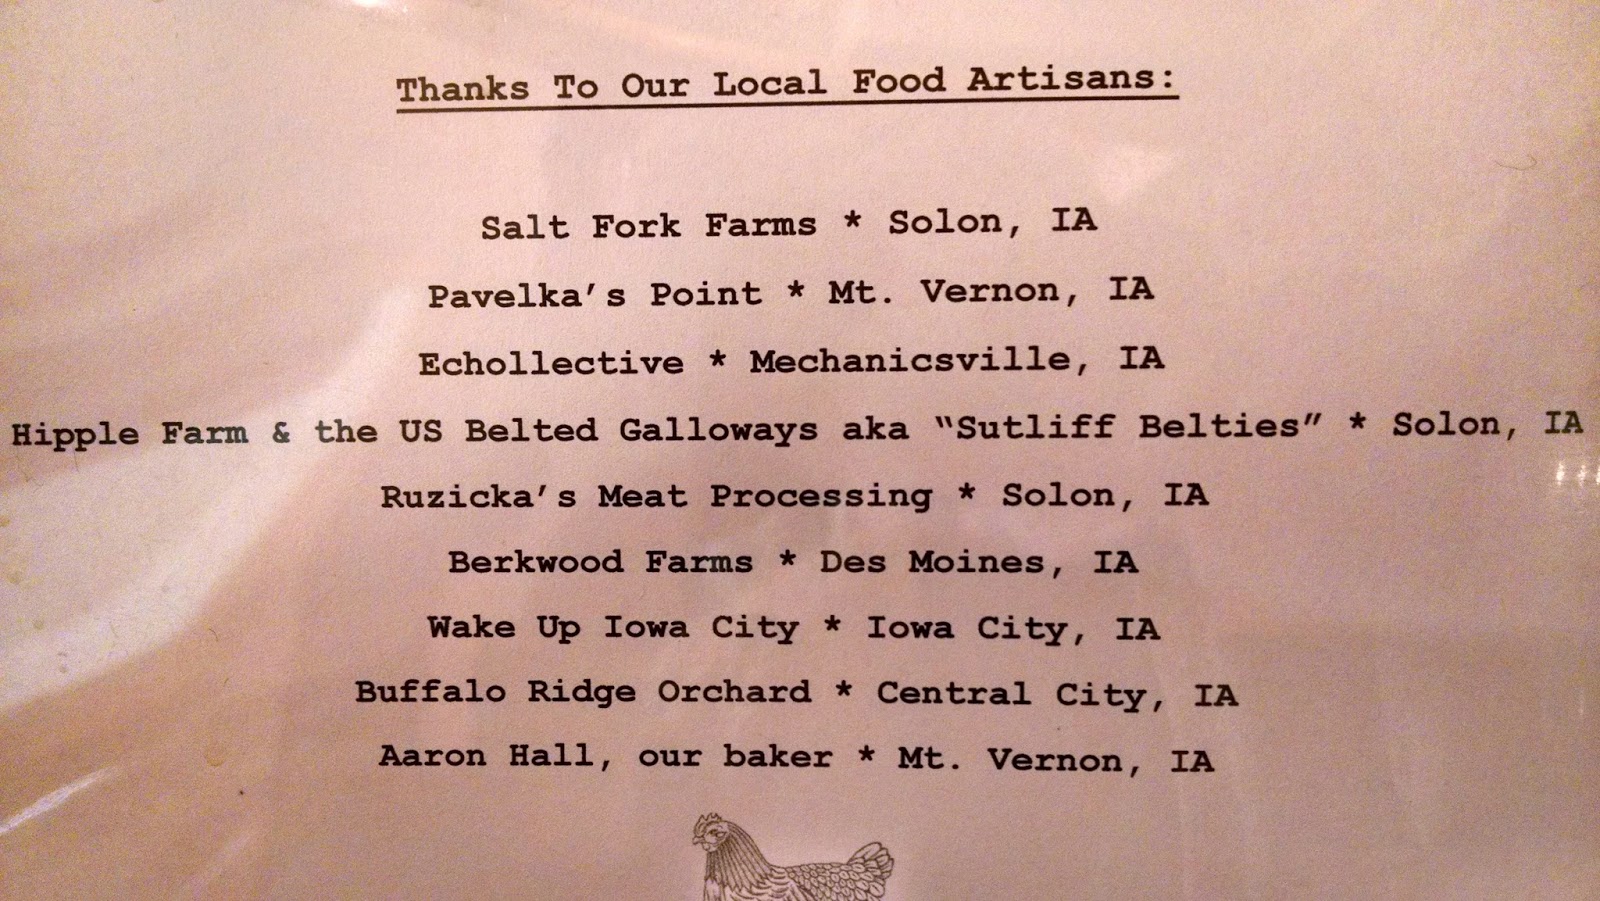 Thanks To Our Local Food Artisans:
Salt Fork Farms * Solon, IA
Pavelka's Point * Mt. Vernon, IA
Echollective * Mechanicsville, IA
Hipple Farm & the US Belted Galloways aka “Sutliff Belties” * Solon, IA
Ruzicka's Meat Processing * Solon, IA
Berkwood Farms * Des Moines, IA
Wake Up Iowa City * Iowa City, IA
Buffalo Ridge Orchard * Central City, IA
Aaron Hall, our baker * Mt. Vernon, IA